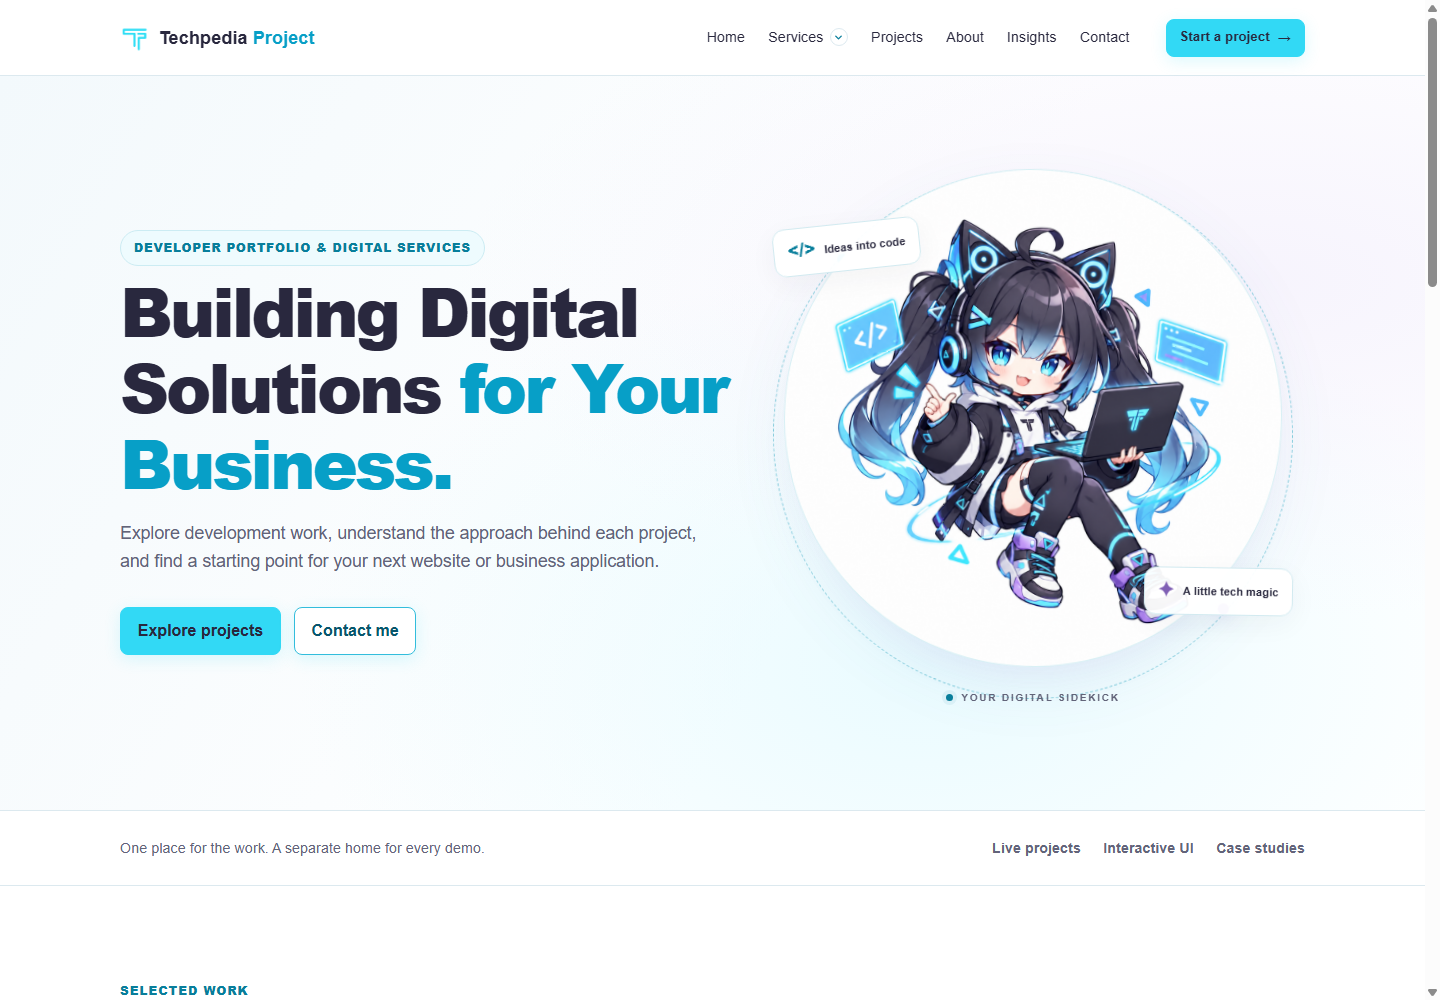 Techpedia Project
Home
Services
Projects
About
Insights
Contact
Start a project →
DEVELOPER PORTFOLIO & DIGITAL SERVICES
Building Digital
Solutions for Your
Business.
Explore development work, understand the approach behind each project,
and find a starting point for your next website or business application.
Explore projects
Contact me
</> Ideas into code
</>
A little tech magic
YOUR DIGITAL SIDEKICK
One place for the work. A separate home for every demo.
Live projects
Interactive UI
Case studies
SELECTED WORK